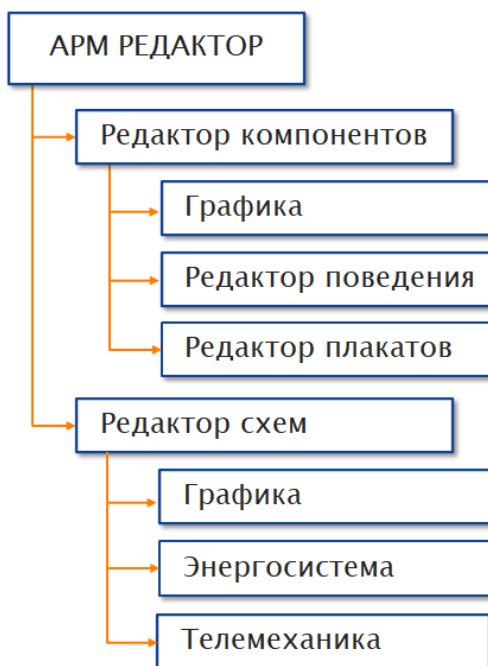 АРМ РЕДАКТОР
Редактор компонентов
Графика
Редактор поведения
Редактор плакатов
Редактор схем
Графика
Энергосистема
Телемеханика